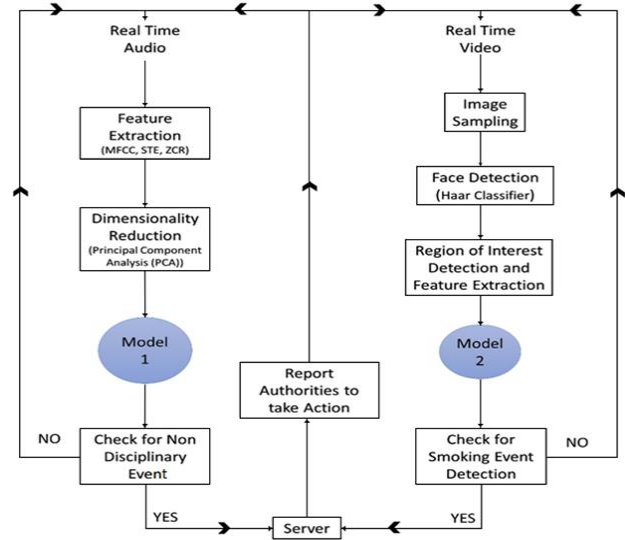 Real Time
Audio
Feature
Extraction
(MFCC, STE, ZCR)
Dimensionality
Reduction
(Principal Component
Analysis (PCA))
Model
1
Check for Non
Disciplinary
Event
NO
YES
Report
Authorities to
take Action
Server
Real Time
Video
Image
Sampling
Face Detection
(Haar Classifier)
Region of Interest
Detection and
Feature Extraction
Model
2
Check for
Smoking Event
Detection
NO
YES